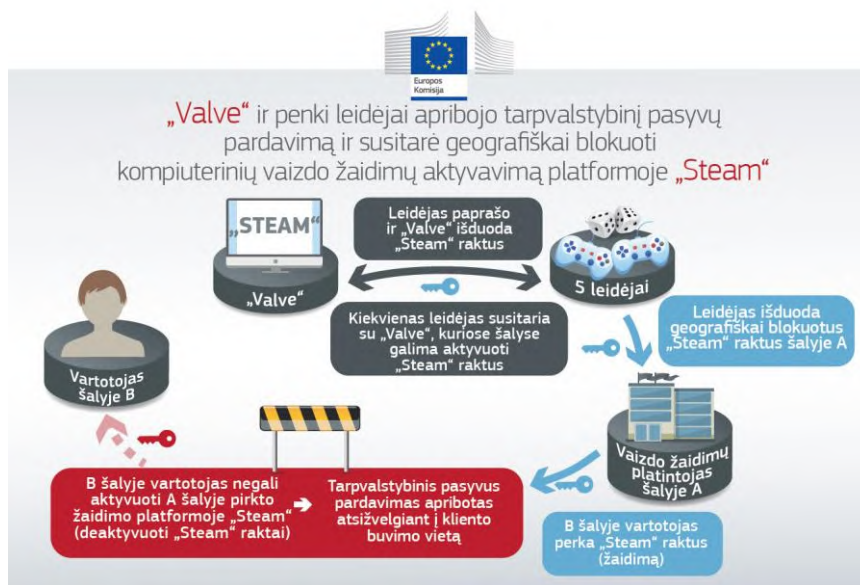 Europos
Komisija
„Valve“ ir penki leidėjai apribojo tarpvalstybinį pasyvų
pardavimą ir susitarė geografiškai blokuoti
kompiuterinių vaizdo žaidimų aktyvavimą platformoje „Steam“
„STEAM“
„Valve“
Leidėjas paprašo
ir „Valve“ išduoda
„Steam“ raktus
5 leidėjai
Kiekvienas leidėjas susitaria
su „Valve“, kuriose šalyse
galima aktyvuoti
„Steam“ raktus
Leidėjas išduoda
geografiškai blokuotus
„Steam“ raktus šalyje A
Vartotojas
šalyje B
Vaizdo žaidimų
platintojas
šalyje A
B šalyje vartotojas negali
aktyvuoti A šalyje pirkto
žaidimo platformoje „Steam“
(deaktyvuoti „Steam“ raktai)
Tarpvalstybinis pasyvus
pardavimas apribotas
atsižvelgiant į kliento
buvimo vietą
B šalyje vartotojas
perka „Steam“ raktus
(žaidimą)